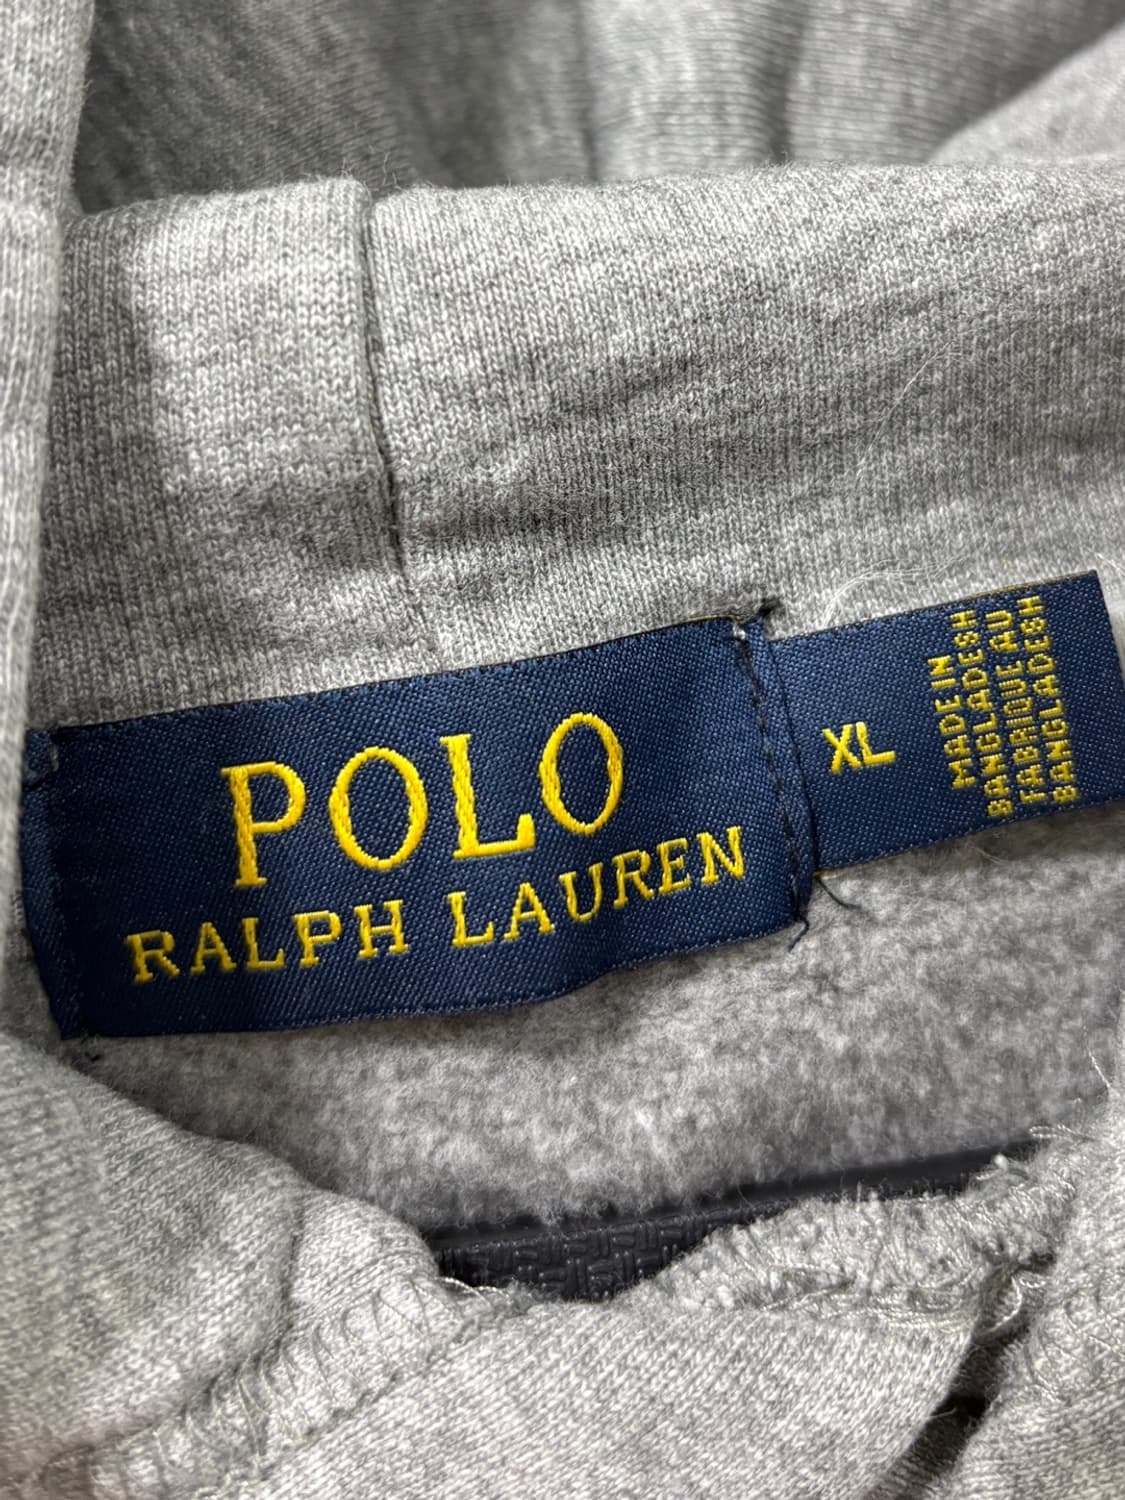 POLO
RALPH LAUREN
XL
MADE IN
BANGLADESH
FABRIQUE AU
BANGLADESH